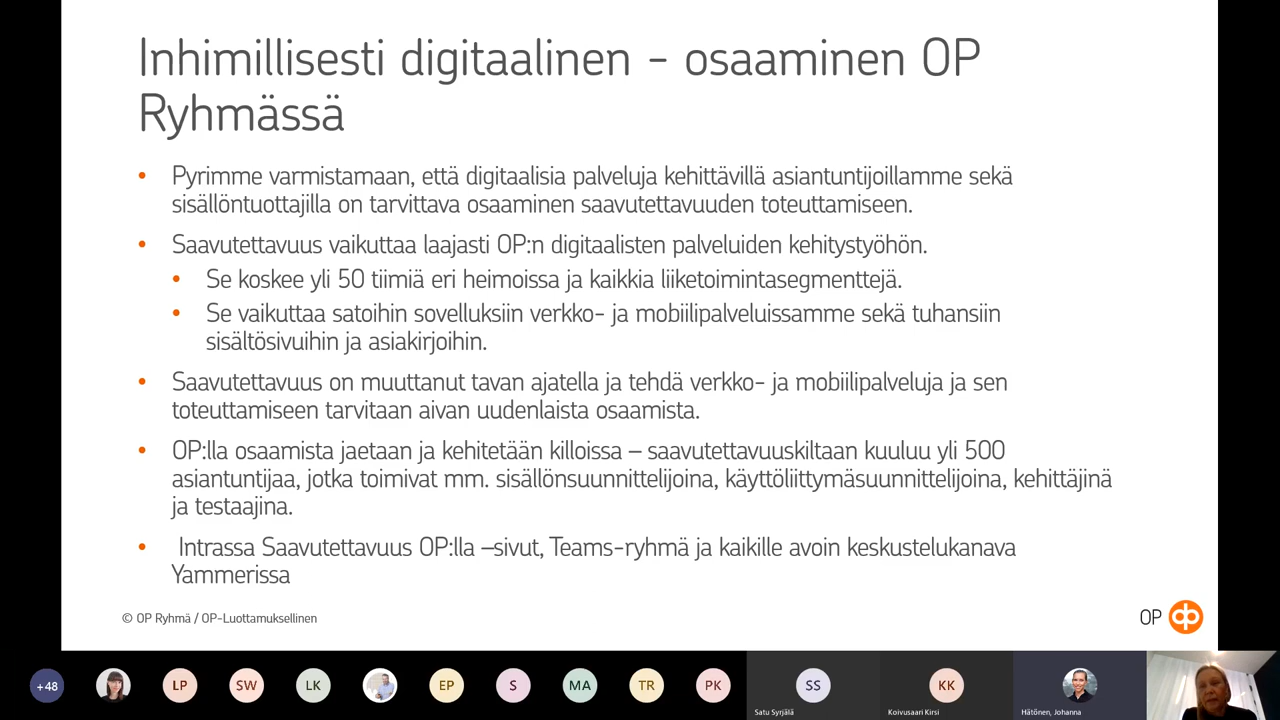 Inhimillisesti digitaalinen - osaaminen OP
Ryhmässä
• Pyrimme varmistamaan, että digitaalisia palveluja kehittävillä asiantuntijoillamme sekä
sisällöntuottajilla on tarvittava osaaminen saavutettavuuden toteuttamiseen.
• Saavutettavuus vaikuttaa laajasti OP:n digitaalisten palveluiden kehitystyöhön.
• Se koskee yli 50 tiimiä eri heimoissa ja kaikkia liiketoimintasegmenttejä.
• Se vaikuttaa satoihin sovelluksiin verkko- ja mobiilipalveluissamme sekä tuhansiin
sisältösivuihin ja asiakirjoihin.
• Saavutettavuus on muuttanut tavan ajatella ja tehdä verkko- ja mobiilipalveluja ja sen
toteuttamiseen tarvitaan aivan uudenlaista osaamista.
• OP:lla osaamista jaetaan ja kehitetään killoissa – saavutettavuuskiltaan kuuluu yli 500
asiantuntijaa, jotka toimivat mm. sisällönsuunnittelijoina, käyttöliittymäsuunnittelijoina, kehittäjinä
ja testaajina.
• Intrassa Saavutettavuus OP:lla –sivut, Teams-ryhmä ja kaikille avoin keskustelukanava
Yammerissa
© OP Ryhmä / OP-Luottamuksellinen
OP
+48 LP SW LK EP S MA TR PK SS KK
Satu Syrjälä Koivusaari Kirsi Hätönen, Johanna